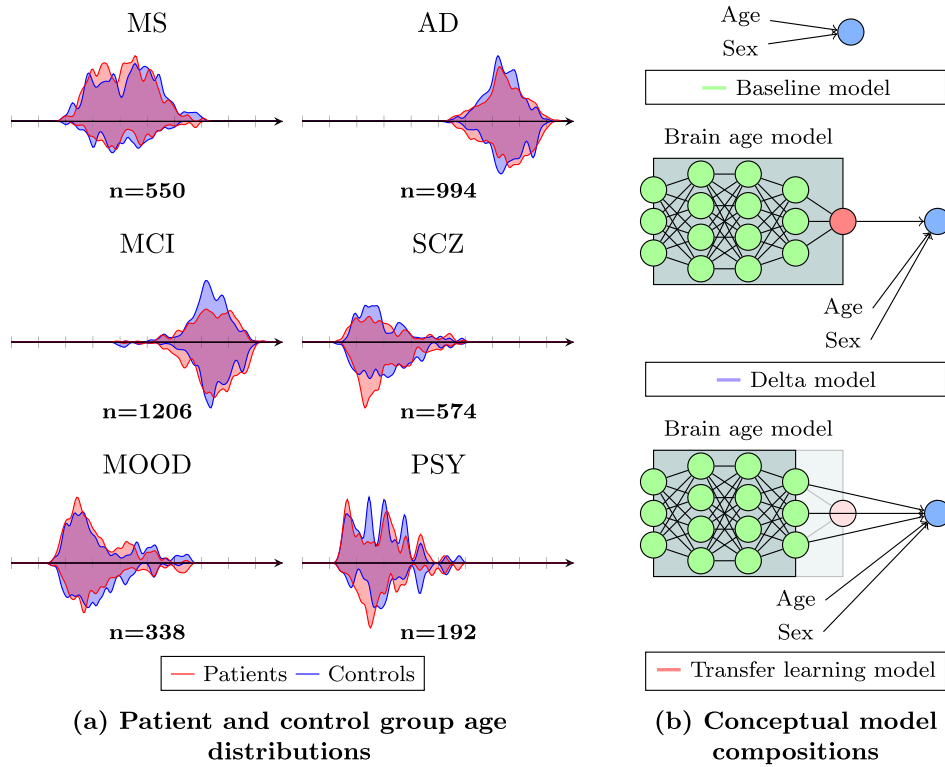 MS
AD
n=550
n=994
MCI
SCZ
n=1206
n=574
MOOD
PSY
n=338
n=192
Patients Controls
(a) Patient and control group age
distributions
Age
Sex
Baseline model
Brain age model
Age
Sex
Delta model
Brain age model
Age
Sex
Transfer learning model
(b) Conceptual model
compositions